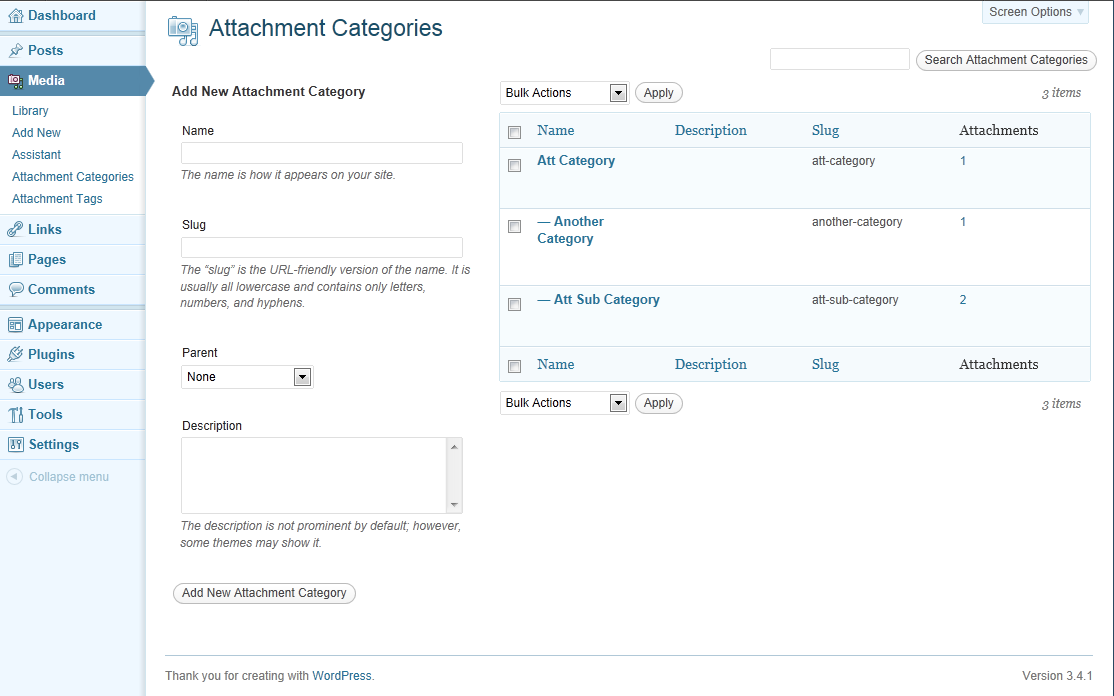 Dashboard
Posts
Media
Library
Add New
Assistant
Attachment Categories
Attachment Tags
Links
Pages
Comments
Appearance
Plugins
Users
Tools
Settings
Collapse menu
Screen Options
Attachment Categories
Search Attachment Categories
Add New Attachment Category
Name
The name is how it appears on your site.
Slug
The “slug” is the URL-friendly version of the name. It is
usually all lowercase and contains only letters,
numbers, and hyphens.
Parent
None
Description
The description is not prominent by default; however,
some themes may show it.
Add New Attachment Category
Bulk Actions Apply 3 items
Name Description Slug Attachments
Att Category att-category 1
— Another another-category 1
Category
— Att Sub Category att-sub-category 2
Name Description Slug Attachments
Bulk Actions Apply 3 items
Thank you for creating with WordPress. Version 3.4.1